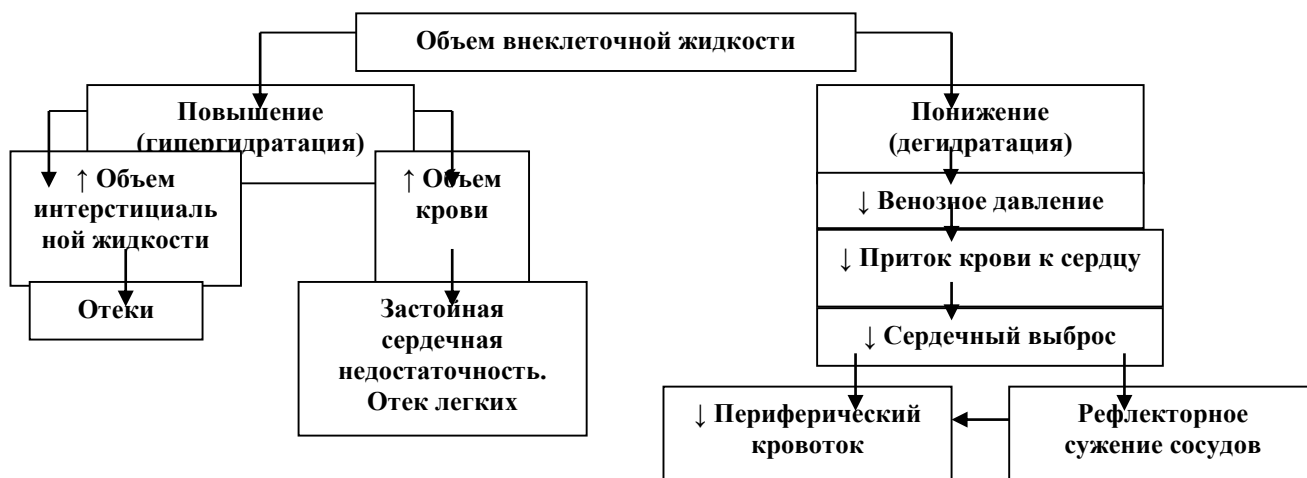 Объем внеклеточной жидкости
Повышение
(гипергидратация)
Понижение
(дегидратация)
↑ Объем
интерстициаль
ной жидкости
↑ Объем
крови
↓ Венозное давление
↓ Приток крови к сердцу
Отеки
Застойная
сердечная
недостаточность.
Отек легких
↓ Сердечный выброс
↓ Периферический
кровоток
Рефлекторное
сужение сосудов